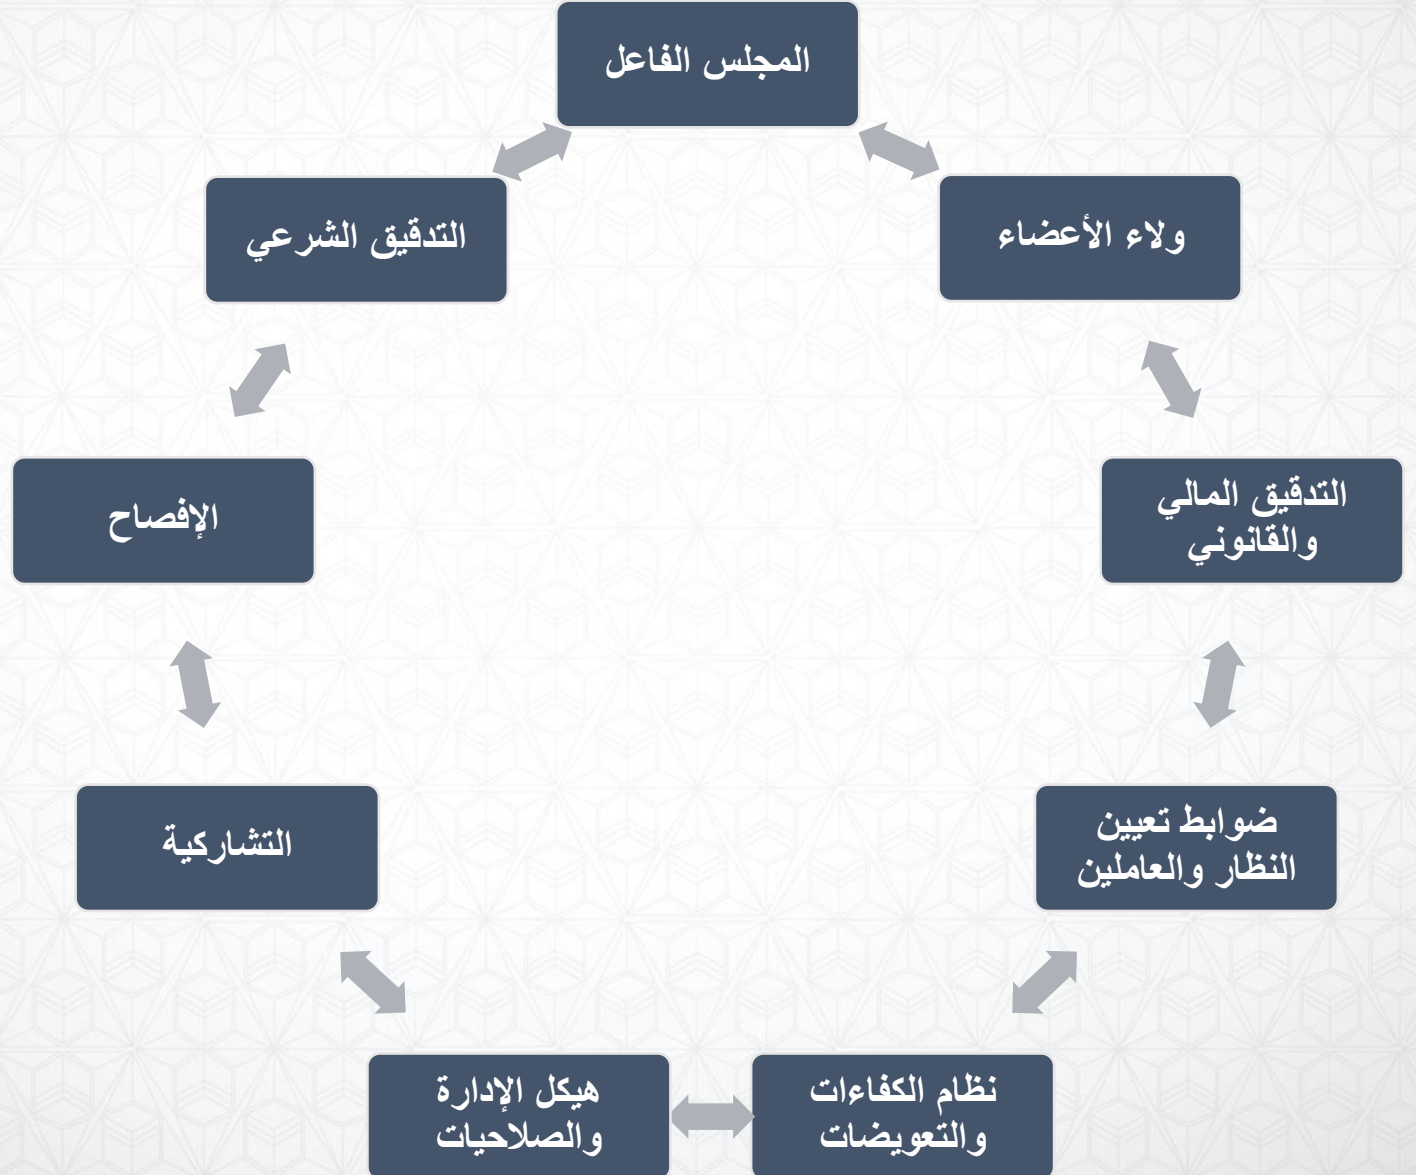 المجلس الفاعل
ولاء الأعضاء
التدقيق المالي
والقانوني
ضوابط تعيين
النظار والعاملين
نظام الكفاءات
والتعويضات
هيكل الإدارة
والصلاحيات
التشاركية
الإفصاح
التدقيق الشرعي